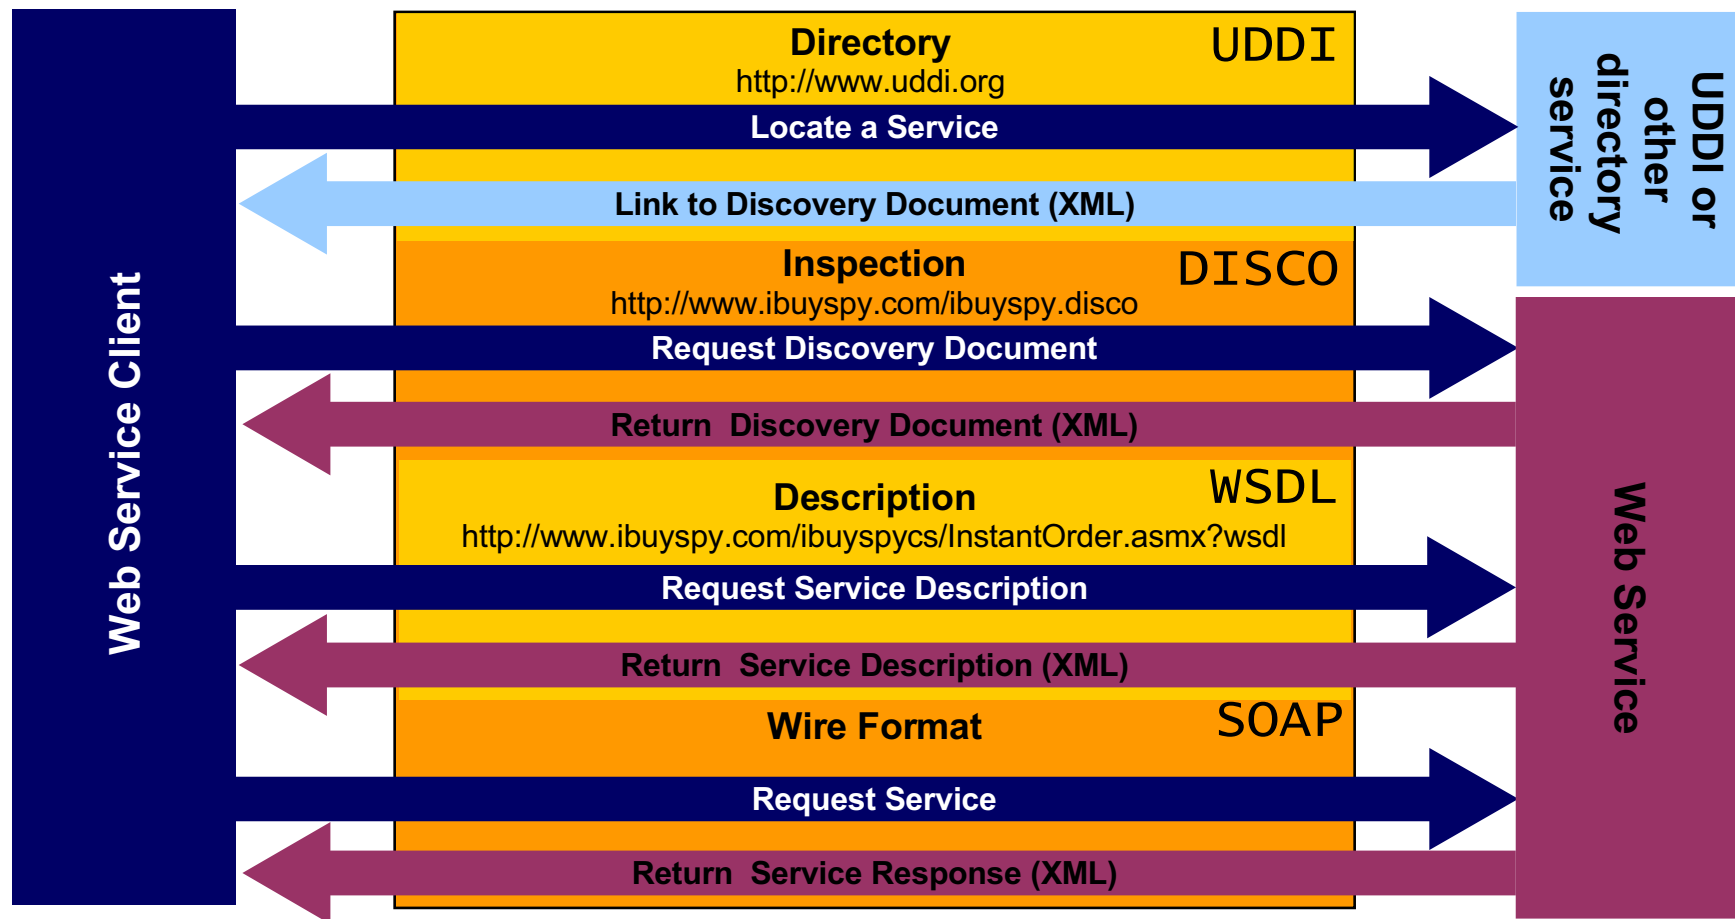 Web Service Client
Directory
UDDI
http://www.uddi.org
Locate a Service
Link to Discovery Document (XML)
UDDI or
other
directory
service
Inspection
DISCO
http://www.ibuyspy.com/ibuyspy.disco
Request Discovery Document
Return  Discovery Document (XML)
Description
WSDL
http://www.ibuyspy.com/ibuyspycs/InstantOrder.asmx?wsdl
Request Service Description
Return  Service Description (XML)
Web Service
Wire Format
SOAP
Request Service
Return  Service Response (XML)